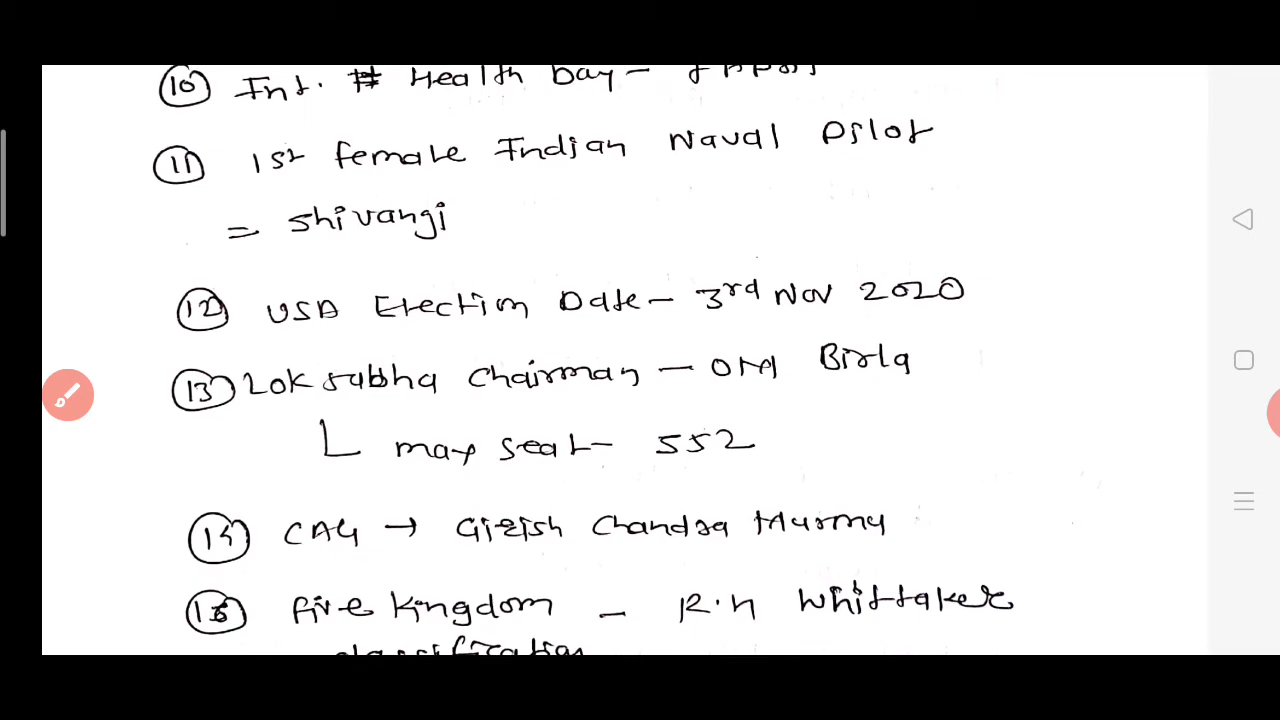 10 Int. Health Day -
11 1st female Indian Naval Pilot
= Shivangi
12 USA Election Date - 3rd Nov 2020
13 Lok sabha Chairman - OM Birla
max seat - 552
14 CAG → Girish Chandra Murmu
15 five kingdom - R.H Whittaker
classification